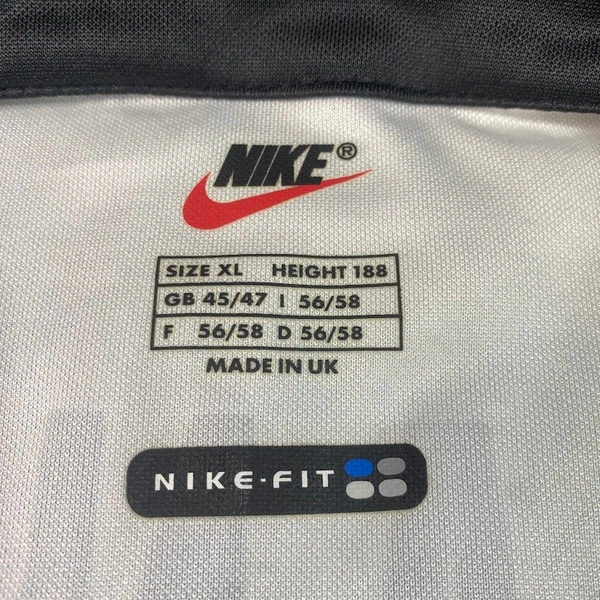 NIKE®
SIZE XL HEIGHT 188
GB 45/47 I 56/58
F 56/58 D 56/58
MADE IN UK
NIKE·FIT